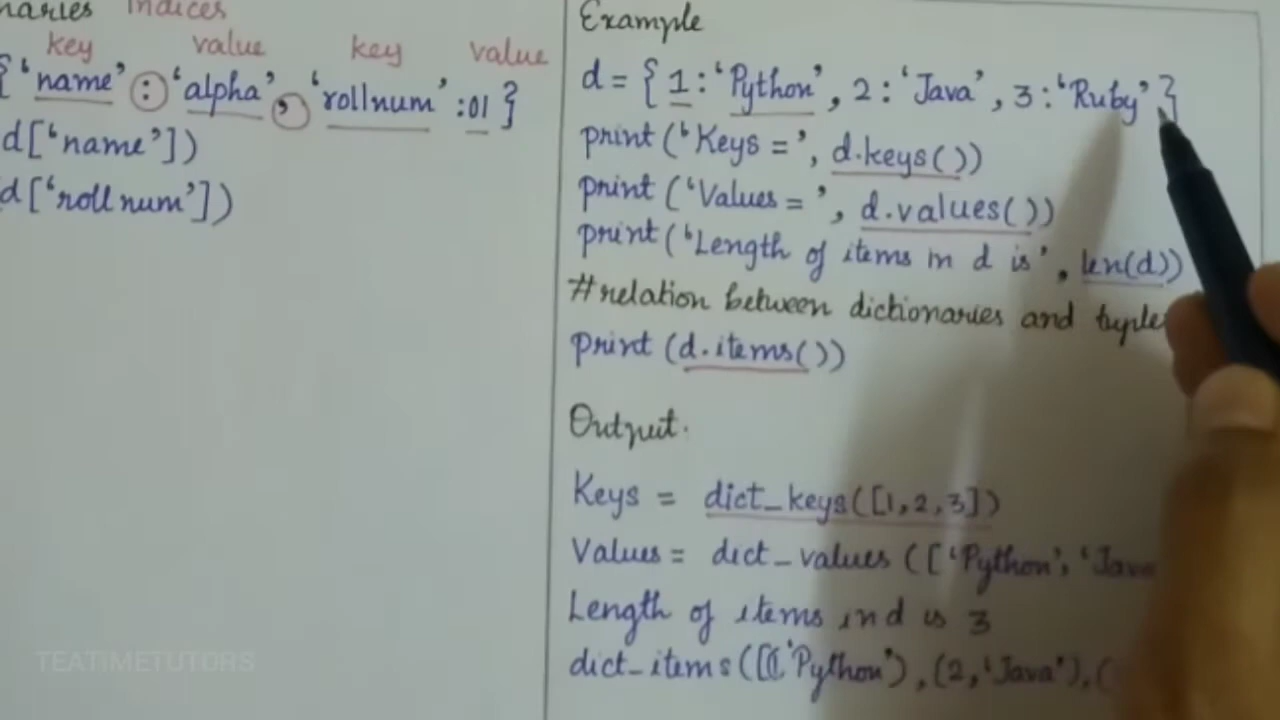 naries indices
key value key value
{ 'name' : 'alpha', 'rollnum' : 01 }
d['name'])
d['rollnum'])
Example
d = { 1 : 'Python', 2 : 'Java', 3 : 'Ruby' }
print ('Keys = ', d.keys())
print ('Values = ', d.values())
print ('Length of items in d is ', len(d))
#relation between dictionaries and tuple
print (d.items())
Output.
Keys = dict_keys([1,2,3])
Values = dict_values (['Python', 'Java
Length of items in d is 3
dict_items([( 'Python'), (2,'Java'), (
TEATIMETUTORS